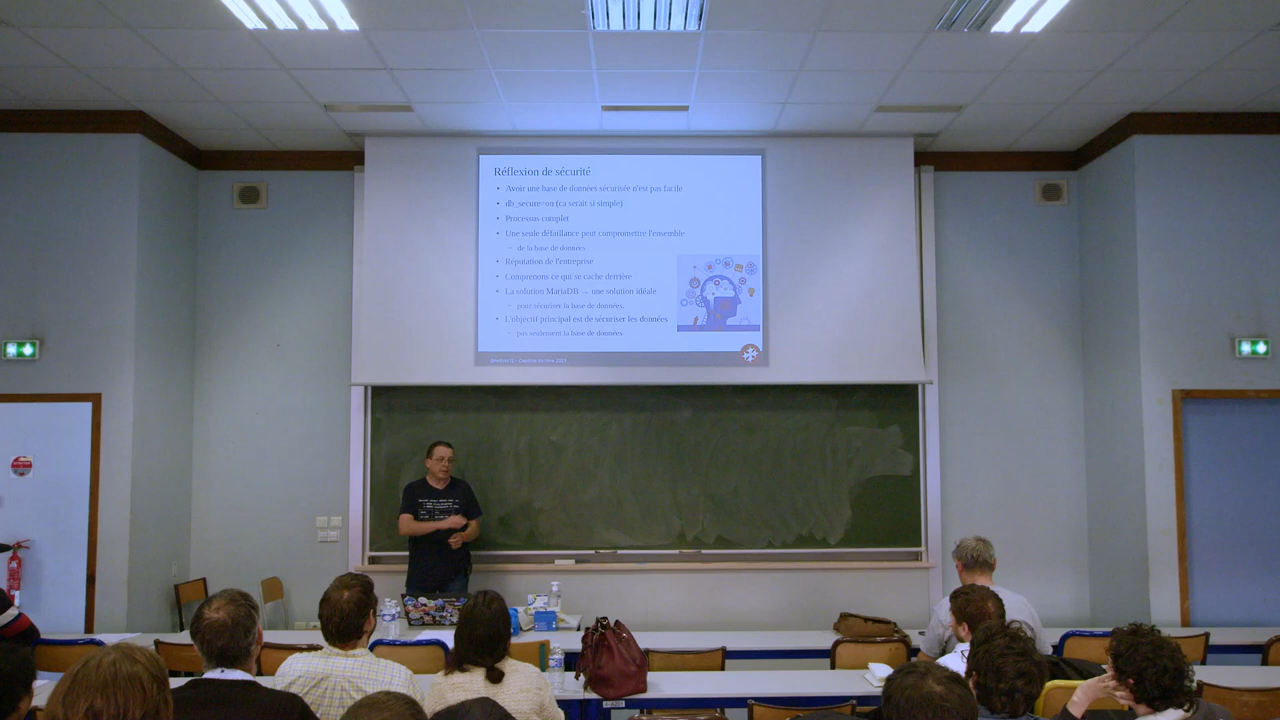 Réflexion de sécurité
Avoir une base de données sécurisée n'est pas facile
db_secure=on (ca serait si simple)
Processus complet
Une seule défaillance peut compromettre l'ensemble
de la base de données
Réputation de l'entreprise
Comprenons ce qui se cache derrière
La solution MariaDB → une solution idéale
pour sécuriser la base de données.
L'objectif principal est de sécuriser les données
pas seulement la base de données